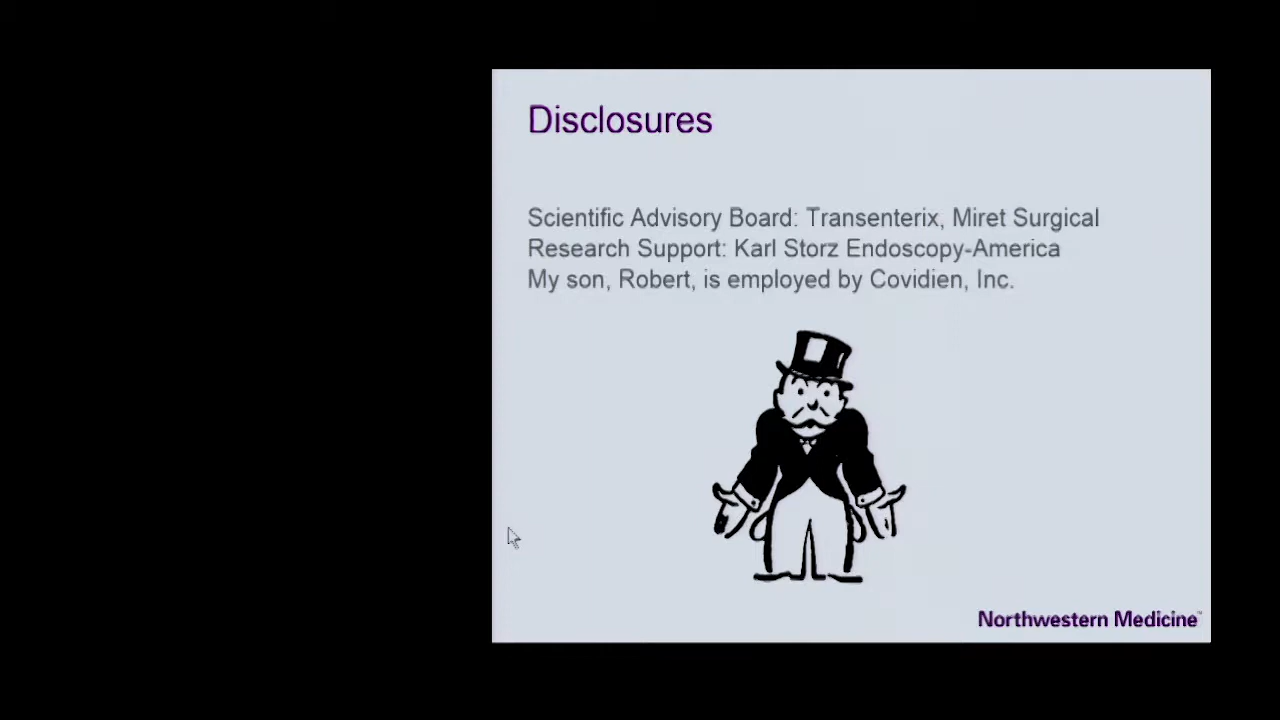 Disclosures
Scientific Advisory Board: Transenterix, Miret Surgical
Research Support: Karl Storz Endoscopy-America
My son, Robert, is employed by Covidien, Inc.
Northwestern Medicine™